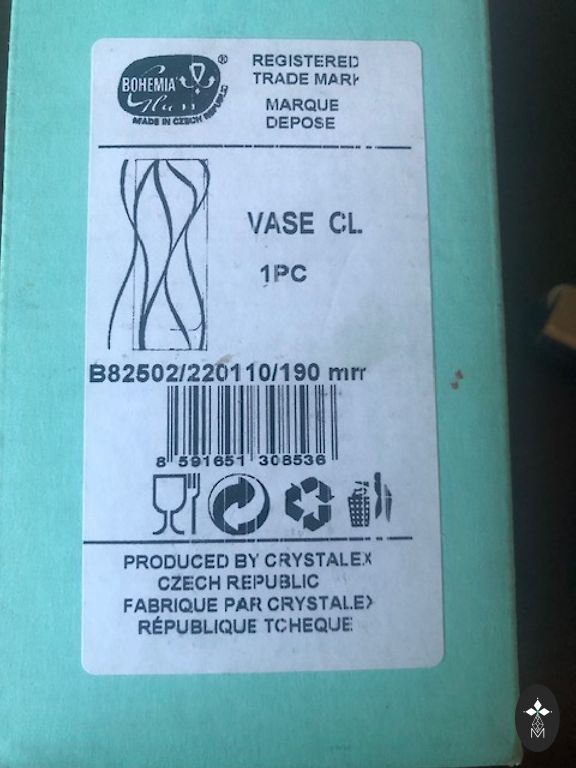 BOHEMIA
Glass
MADE IN CZECH REPUBLIC
®
REGISTERED
TRADE MARK
MARQUE
DEPOSE
VASE CL.
1PC
B82502/220110/190 mm
8 591651 308536
PRODUCED BY CRYSTALEX
CZECH REPUBLIC
FABRIQUE PAR CRYSTALEX
RÉPUBLIQUE TCHEQUE
M